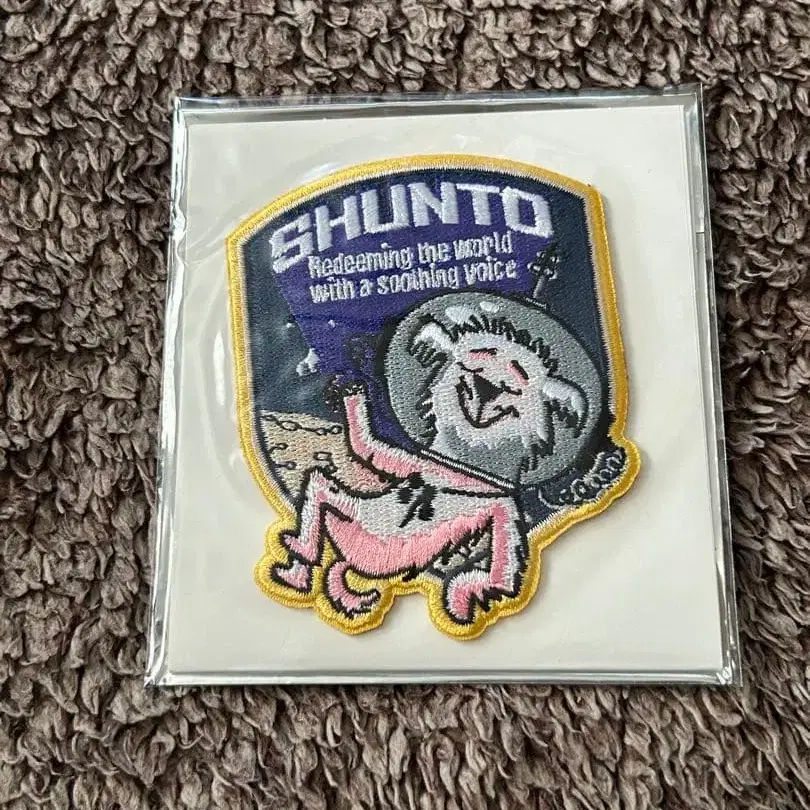 SHUNTO
Redeeming the world
with a soothing voice